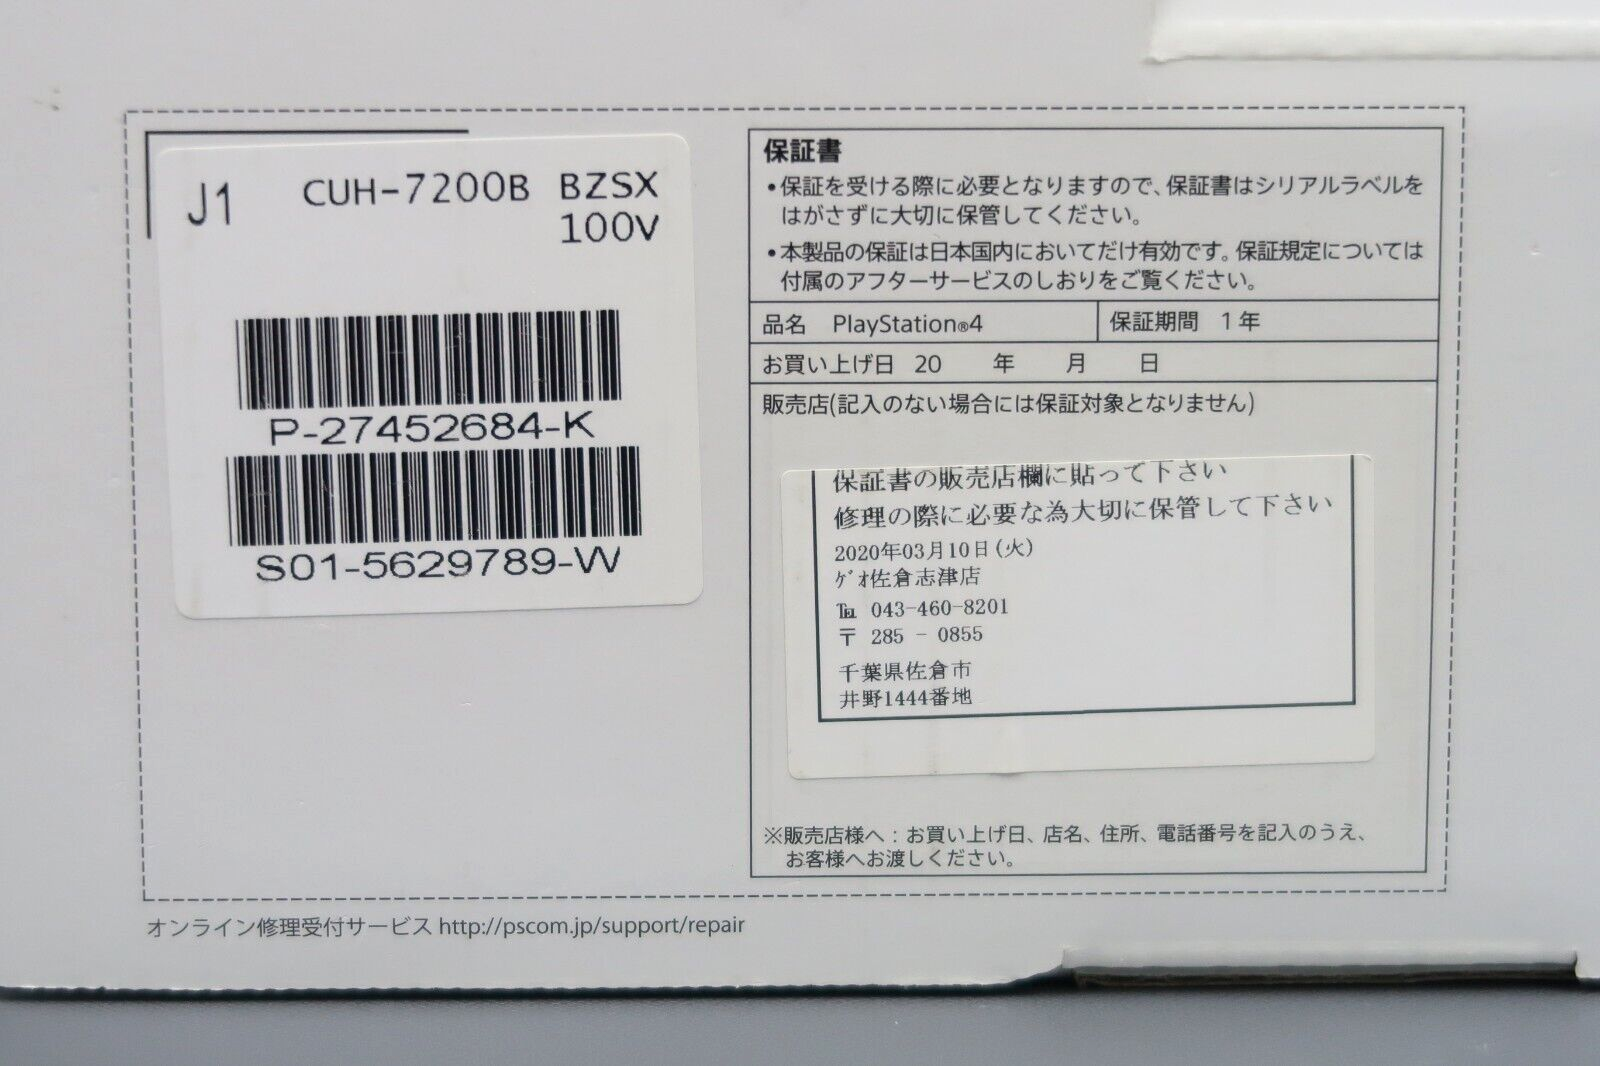 J1 CUH-7200B BZSX
100V
P-27452684-K
S01-5629789-W
保証書
•保証を受ける際に必要となりますので、保証書はシリアルラベルを
はがさずに大切に保管してください。
•本製品の保証は日本国内においてだけ有効です。保証規定については
付属のアフターサービスのしおりをご覧ください。
品名 PlayStation®4 保証期間 1年
お買い上げ日 20 年 月 日
販売店(記入のない場合には保証対象となりません)
保証書の販売店欄に貼って下さい
修理の際に必要な為大切に保管して下さい
2020年03月10日(火)
ｹﾞｵ佐倉志津店
℡ 043-460-8201
〒 285 - 0855
千葉県佐倉市
井野1444番地
※販売店様へ：お買い上げ日、店名、住所、電話番号を記入のうえ、
お客様へお渡しください。
オンライン修理受付サービス http://pscom.jp/support/repair